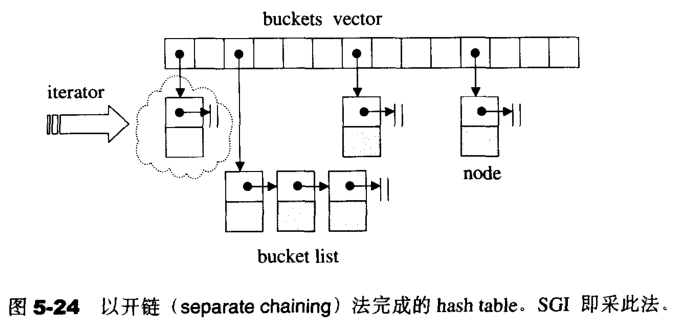 buckets vector
iterator
node
bucket list
图 5-24 以开链（separate chaining）法完成的 hash table。SGI 即采此法。